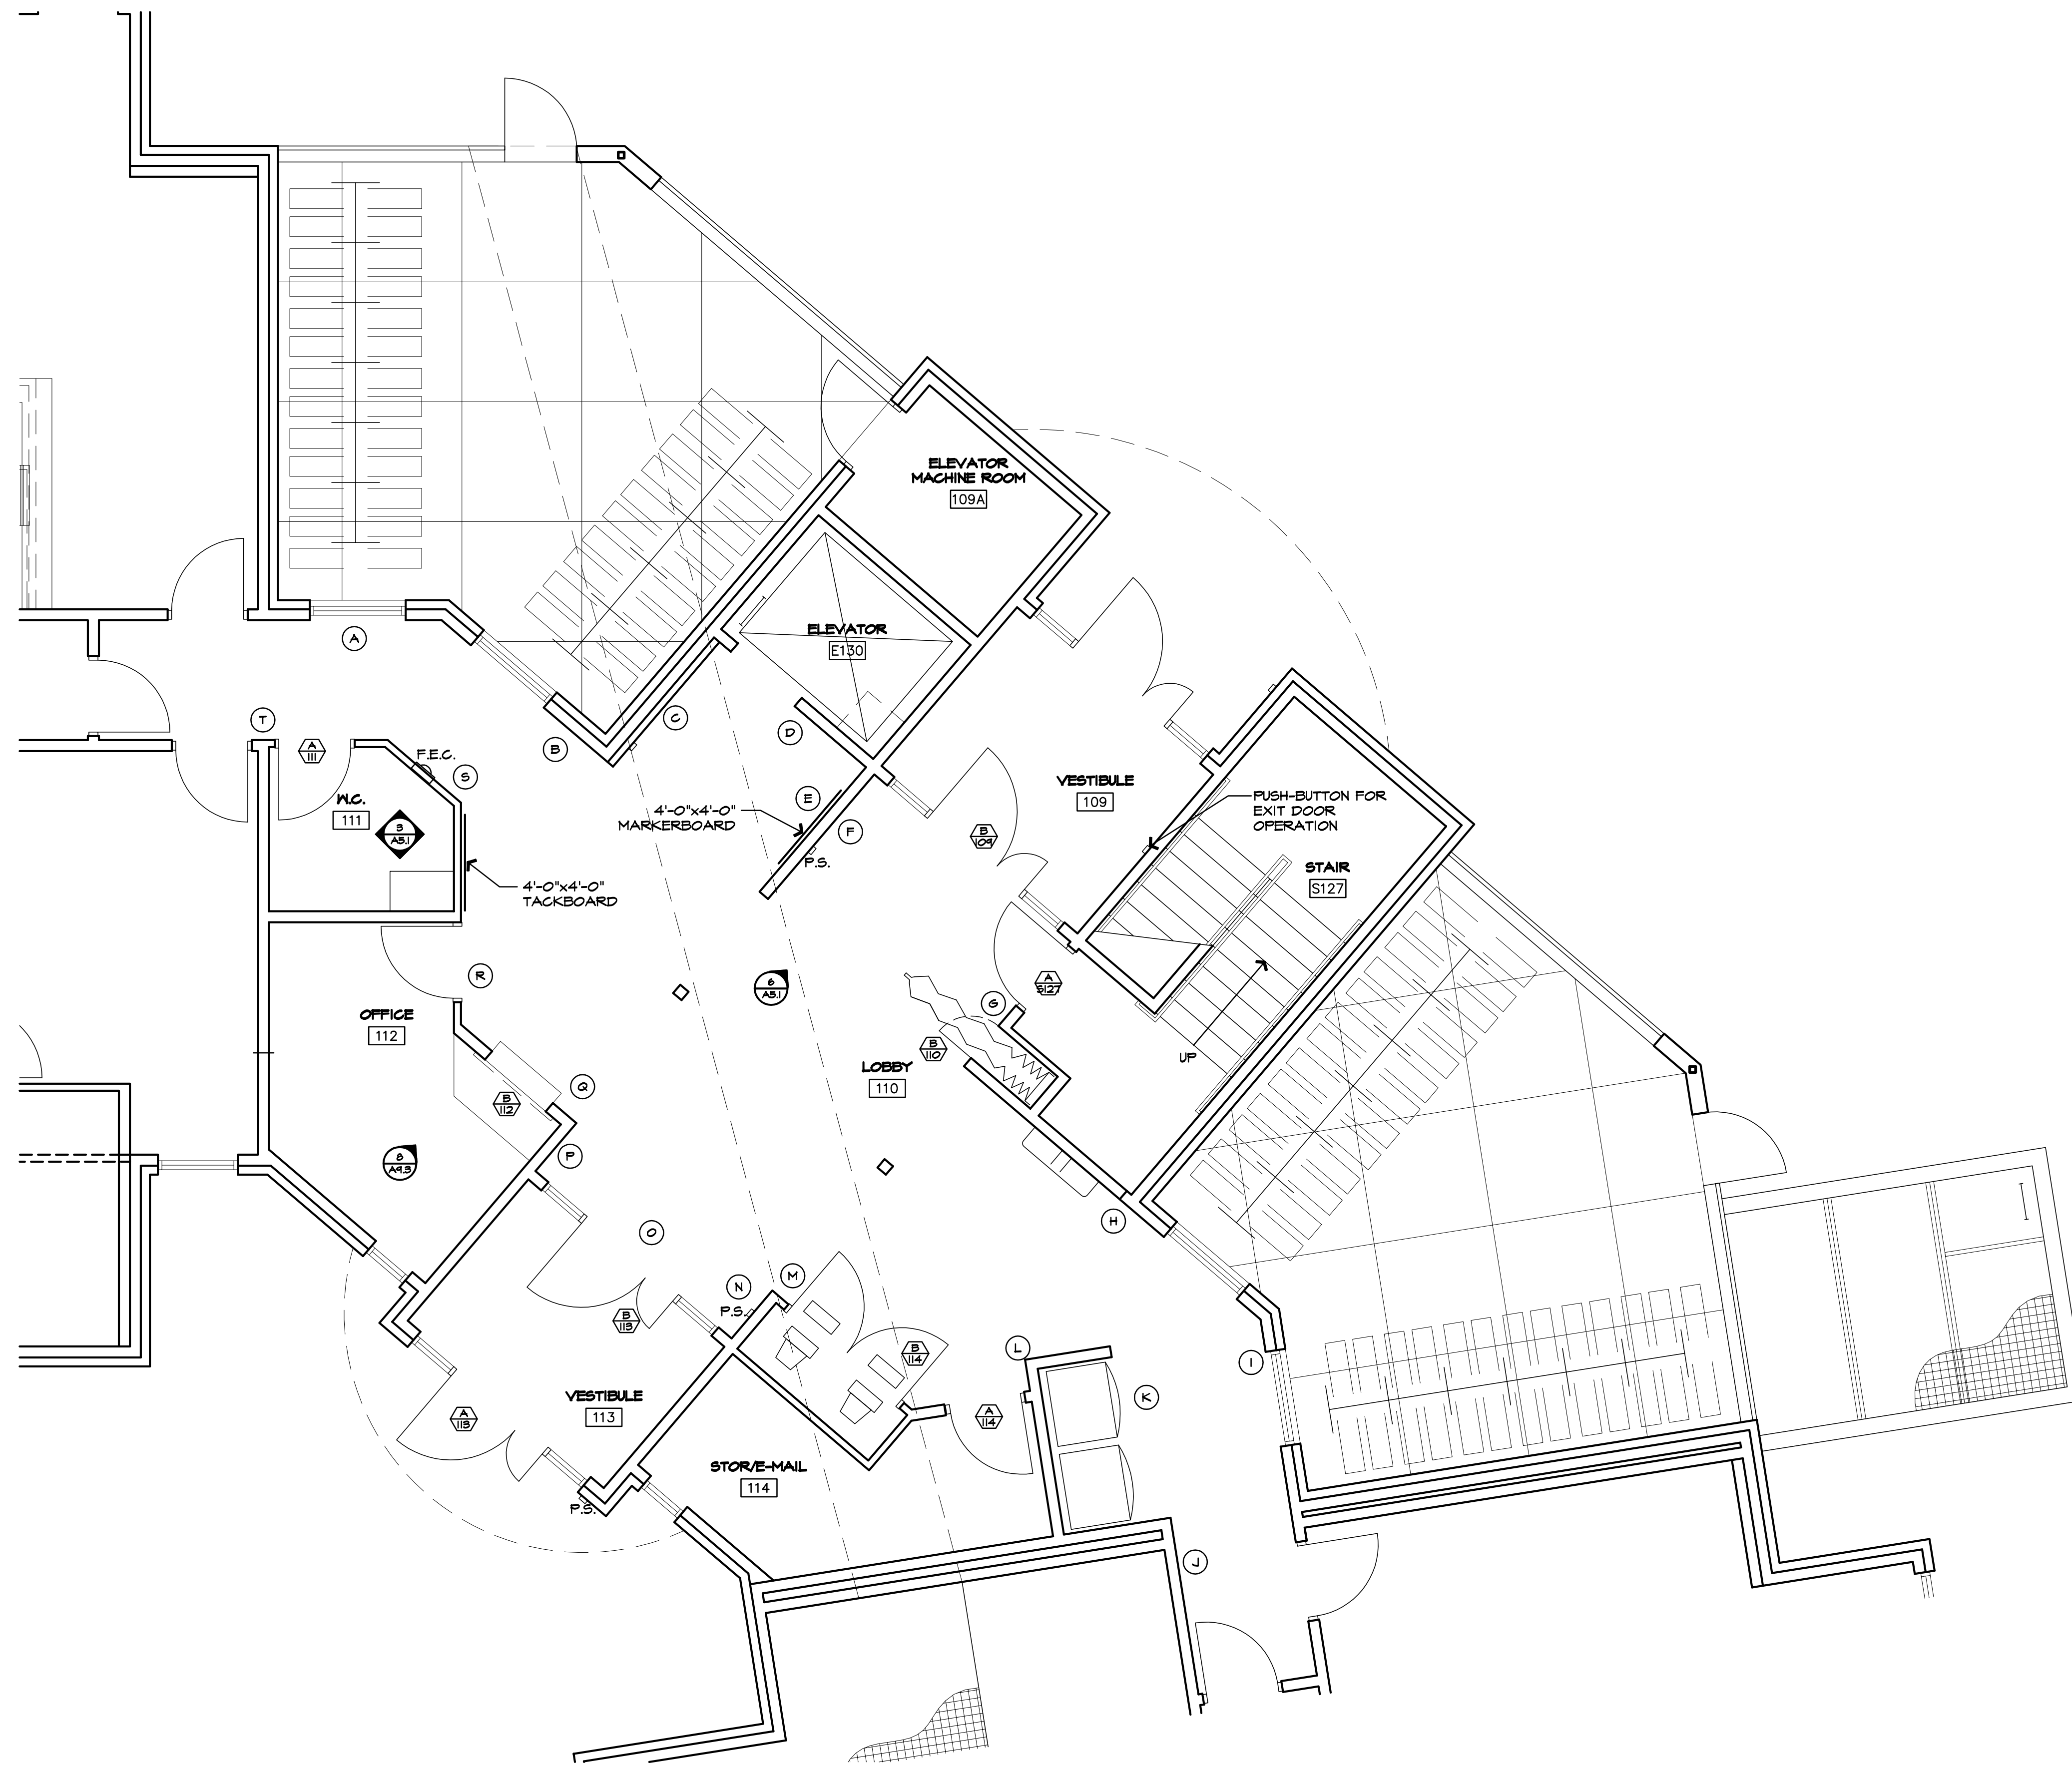 ELEVATOR
MACHINE ROOM
109A
ELEVATOR
E130
A
B
C
D
T
A
111
F.E.C.
S
W.C.
111
3
A5.1
4'-0"x4'-0"
MARKERBOARD
E
F
P.S.
4'-0"x4'-0"
TACKBOARD
VESTIBULE
109
B
109
PUSH-BUTTON FOR
EXIT DOOR
OPERATION
STAIR
S127
R
6
A5.1
G
A
S127
OFFICE
112
B
110
UP
LOBBY
110
Q
B
112
P
8
A9.3
H
O
N
M
P.S.
B
113
L
B
114
I
K
VESTIBULE
113
A
113
A
114
STOR/E-MAIL
114
P.S.
J